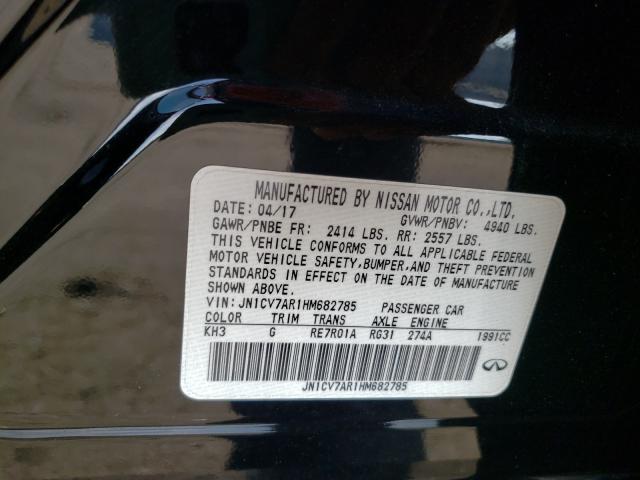 MANUFACTURED BY NISSAN MOTOR CO.,LTD.
DATE: 04/17 GVWR/PNBV: 4940 LBS.
GAWR/PNBE FR: 2414 LBS. RR: 2557 LBS.
THIS VEHICLE CONFORMS TO ALL APPLICABLE FEDERAL
MOTOR VEHICLE SAFETY,BUMPER,AND THEFT PREVENTION
STANDARDS IN EFFECT ON THE DATE OF MANUFACTURE
SHOWN ABOVE.
VIN: JN1CV7AR1HM682785 PASSENGER CAR
COLOR TRIM TRANS AXLE ENGINE
KH3 G RE7R01A RG31 274A 1991CC
JN1CV7AR1HM682785